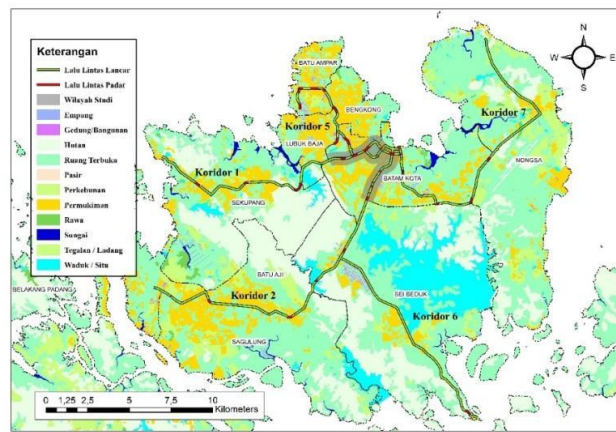 Keterangan
Lalu Lintas Lancar
Lalu Lintas Padat
Wilayah Studi
Empang
Gedung/Bangunan
Hutan
Ruang Terbuka
Pasir
Perkebunan
Permukiman
Rawa
Sungai
Tegalan / Ladang
Waduk / Situ
N
W E
S
BATU AMPAR
BENGKONG
Koridor 5
LUBUK BAJA
Koridor 7
NONGSA
Koridor 1
SEKUPANG
BATAM KOTA
BATU AJI
BELAKANG PADANG
Koridor 2
SEI BEDUK
Koridor 6
SAGULUNG
0 1,25 2,5 5 7,5 10
Kilometers